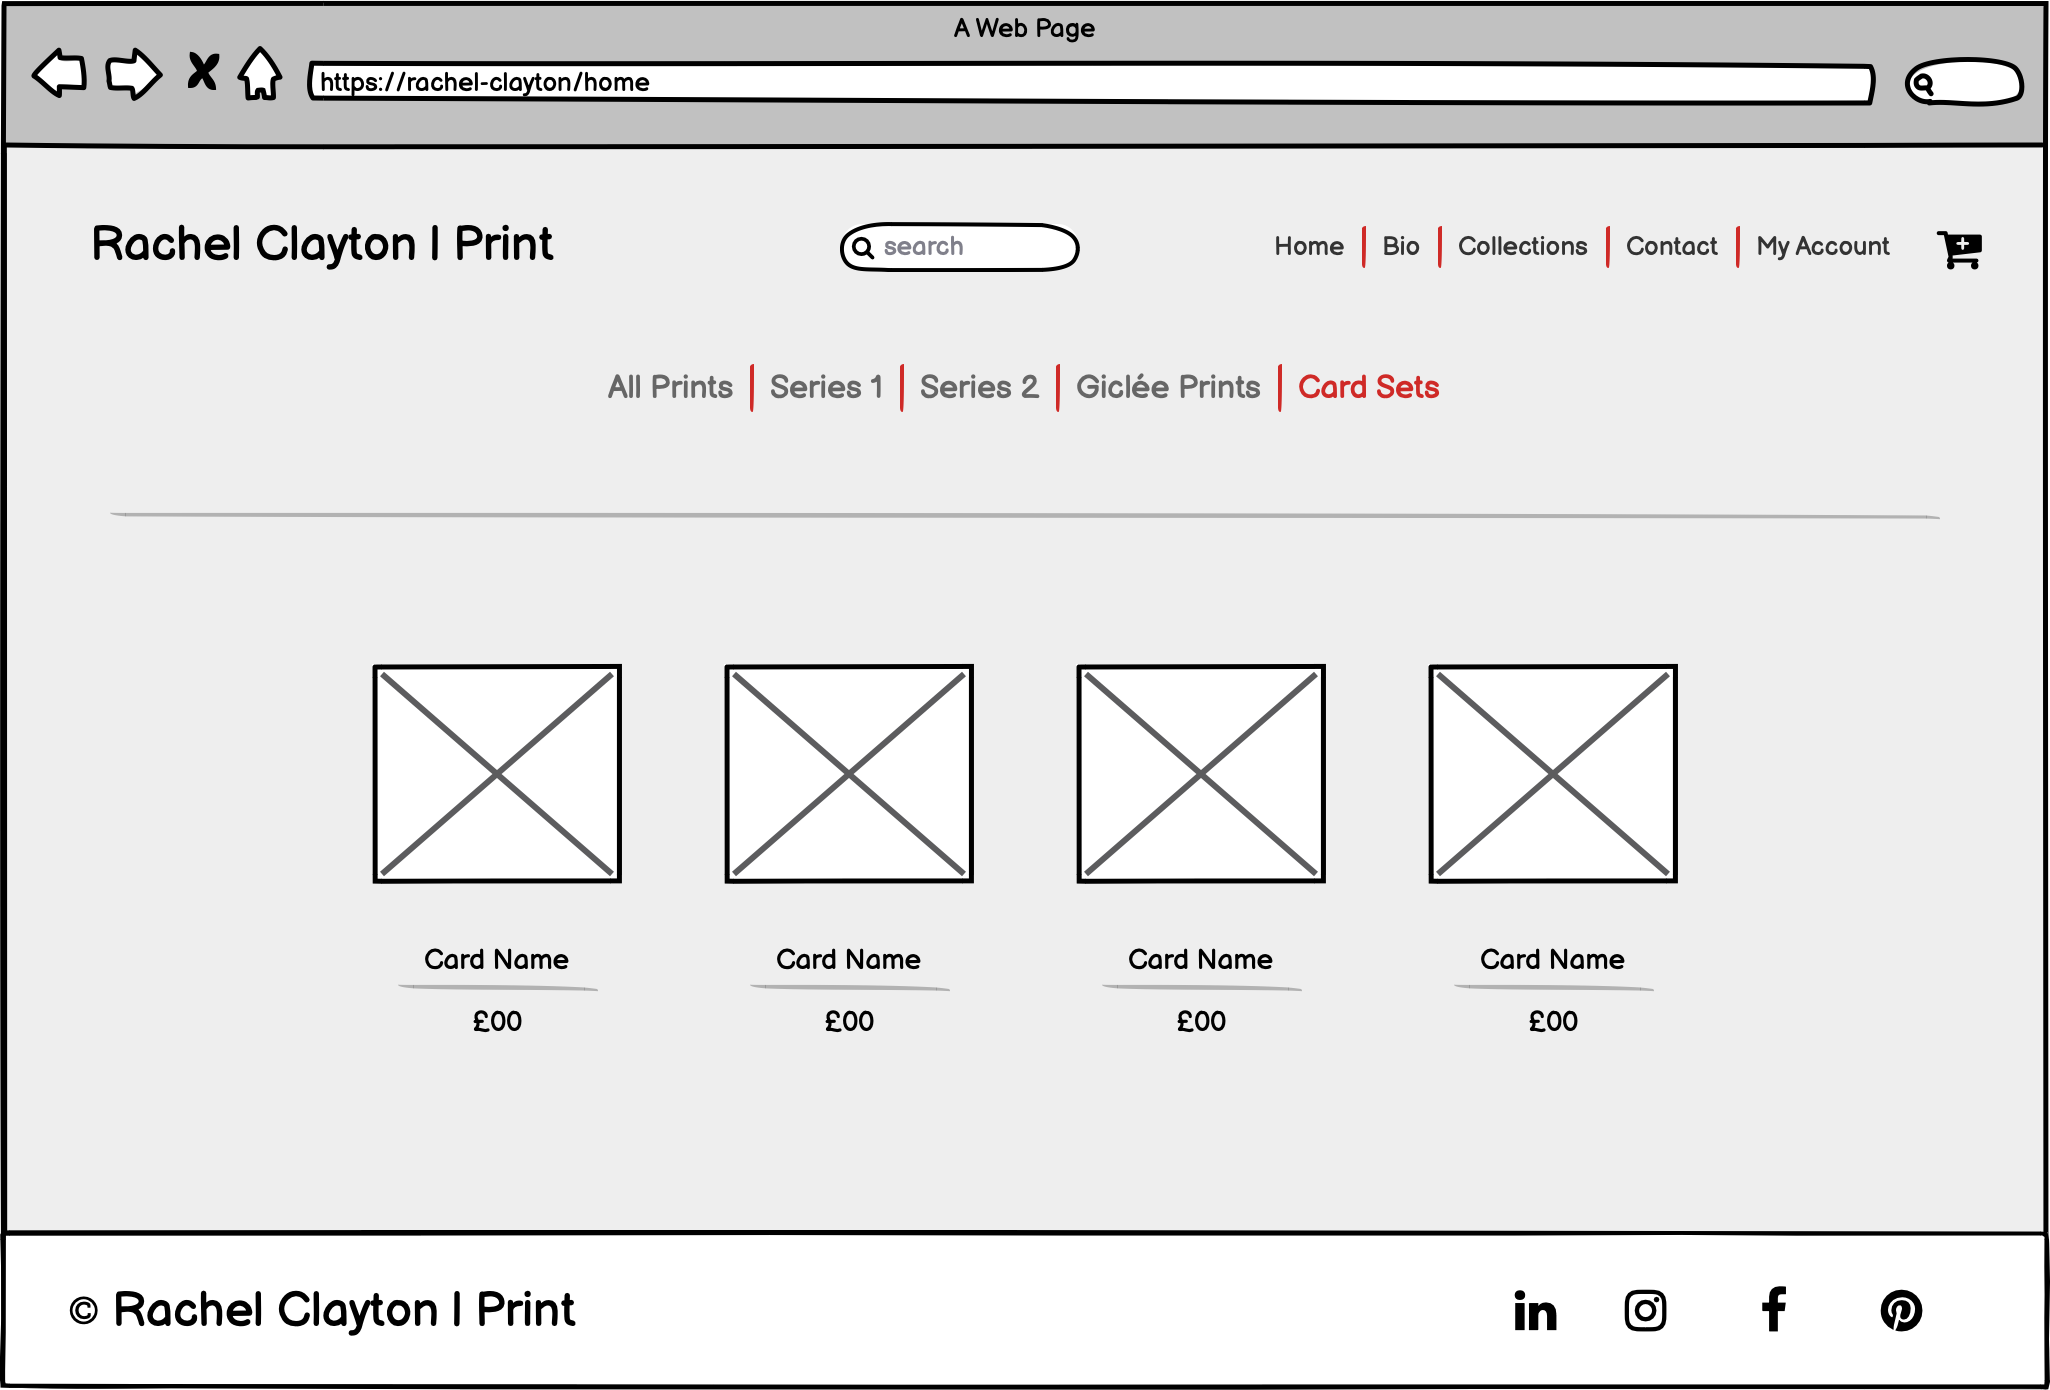 A Web Page
https://rachel-clayton/home
Rachel Clayton | Print
search
Home | Bio | Collections | Contact | My Account
All Prints | Series 1 | Series 2 | Giclée Prints | Card Sets
Card Name Card Name Card Name Card Name
£00 £00 £00 £00
© Rachel Clayton | Print